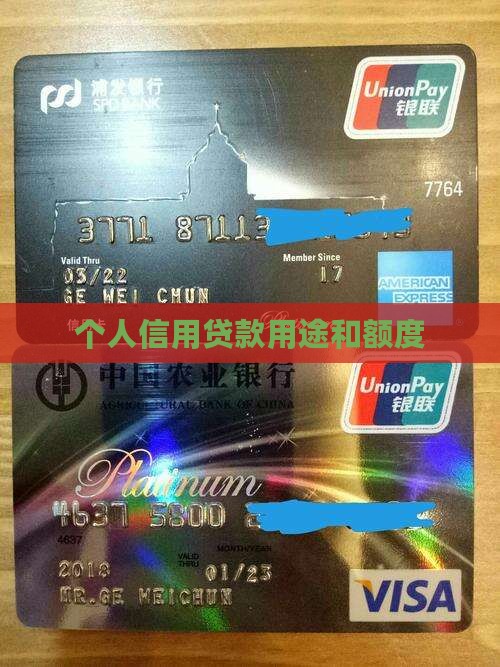 浦发银行
SPD BANK
UnionPay
银联
7764
3771
Valid Thru
Member Since
03/22
17
GE WEI CHUN
AMERICAN
EXPRESS
个人信用贷款用途和额度
中国农业银行
AGRICULTURAL BANK OF CHINA
UnionPay
银联
Platinum
4637 5800
4637
MONTH/YEAR
VALID
THRU
2018
01/23
MR.GE WEICHUN
VISA